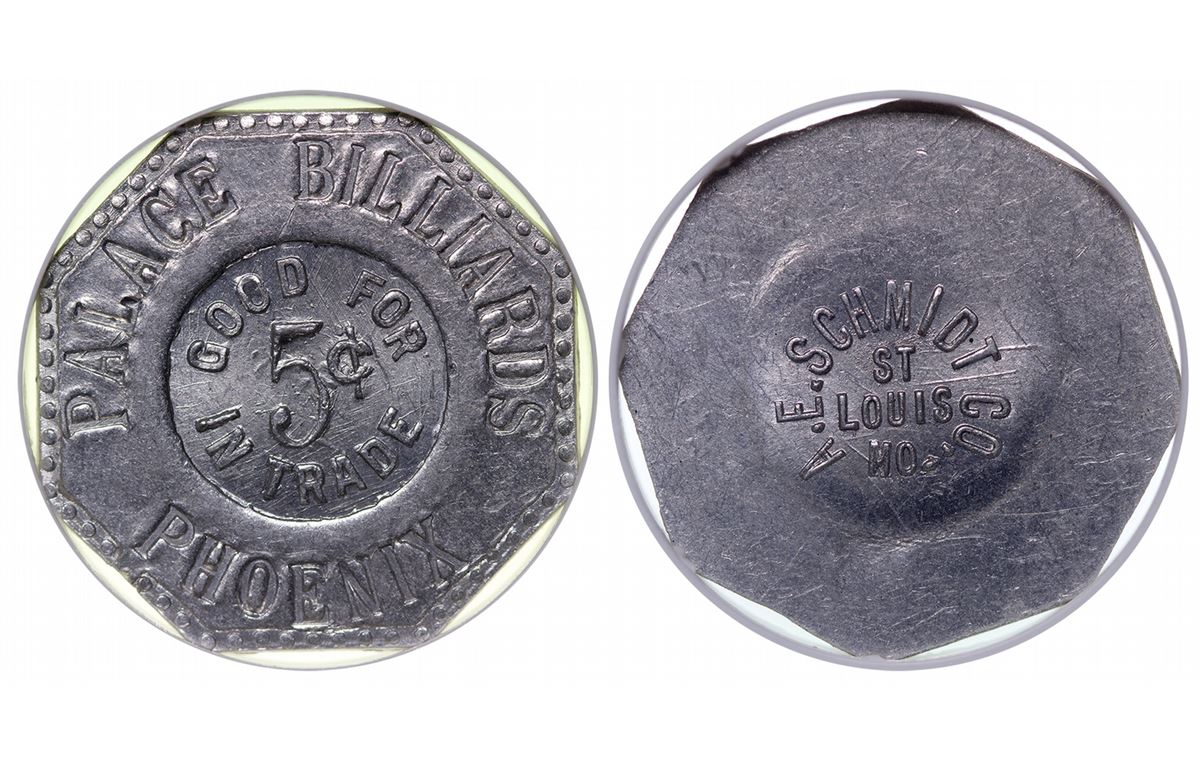 PALACE BILLIARDS
GOOD FOR
5¢
IN TRADE
PHOENIX
A.E. SCHMIDT CO.
ST
LOUIS
MO.